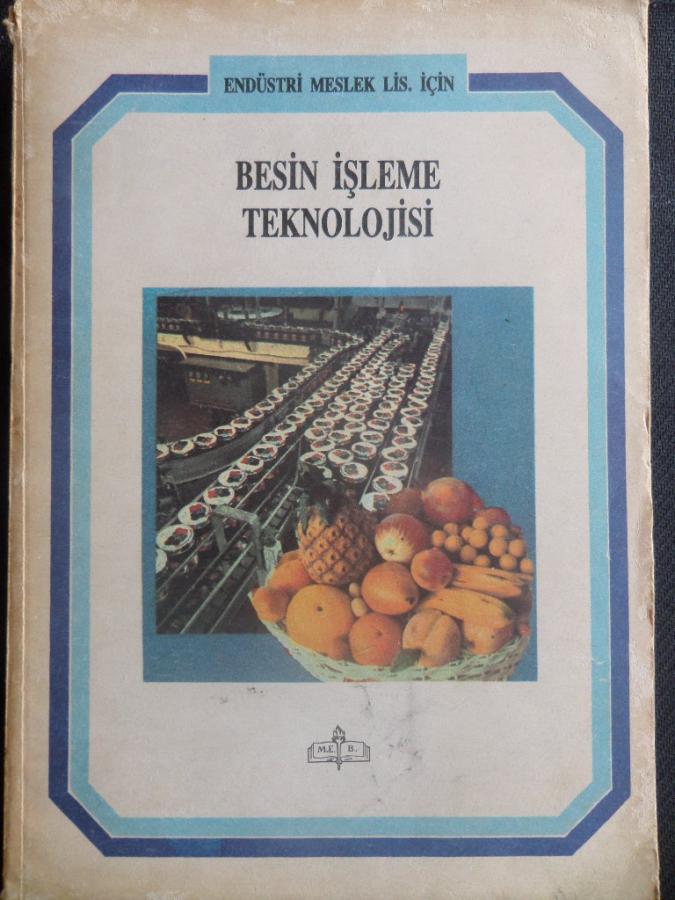 ENDÜSTRİ MESLEK LİS. İÇİN
BESİN İŞLEME
TEKNOLOJİSİ
M.E. B.